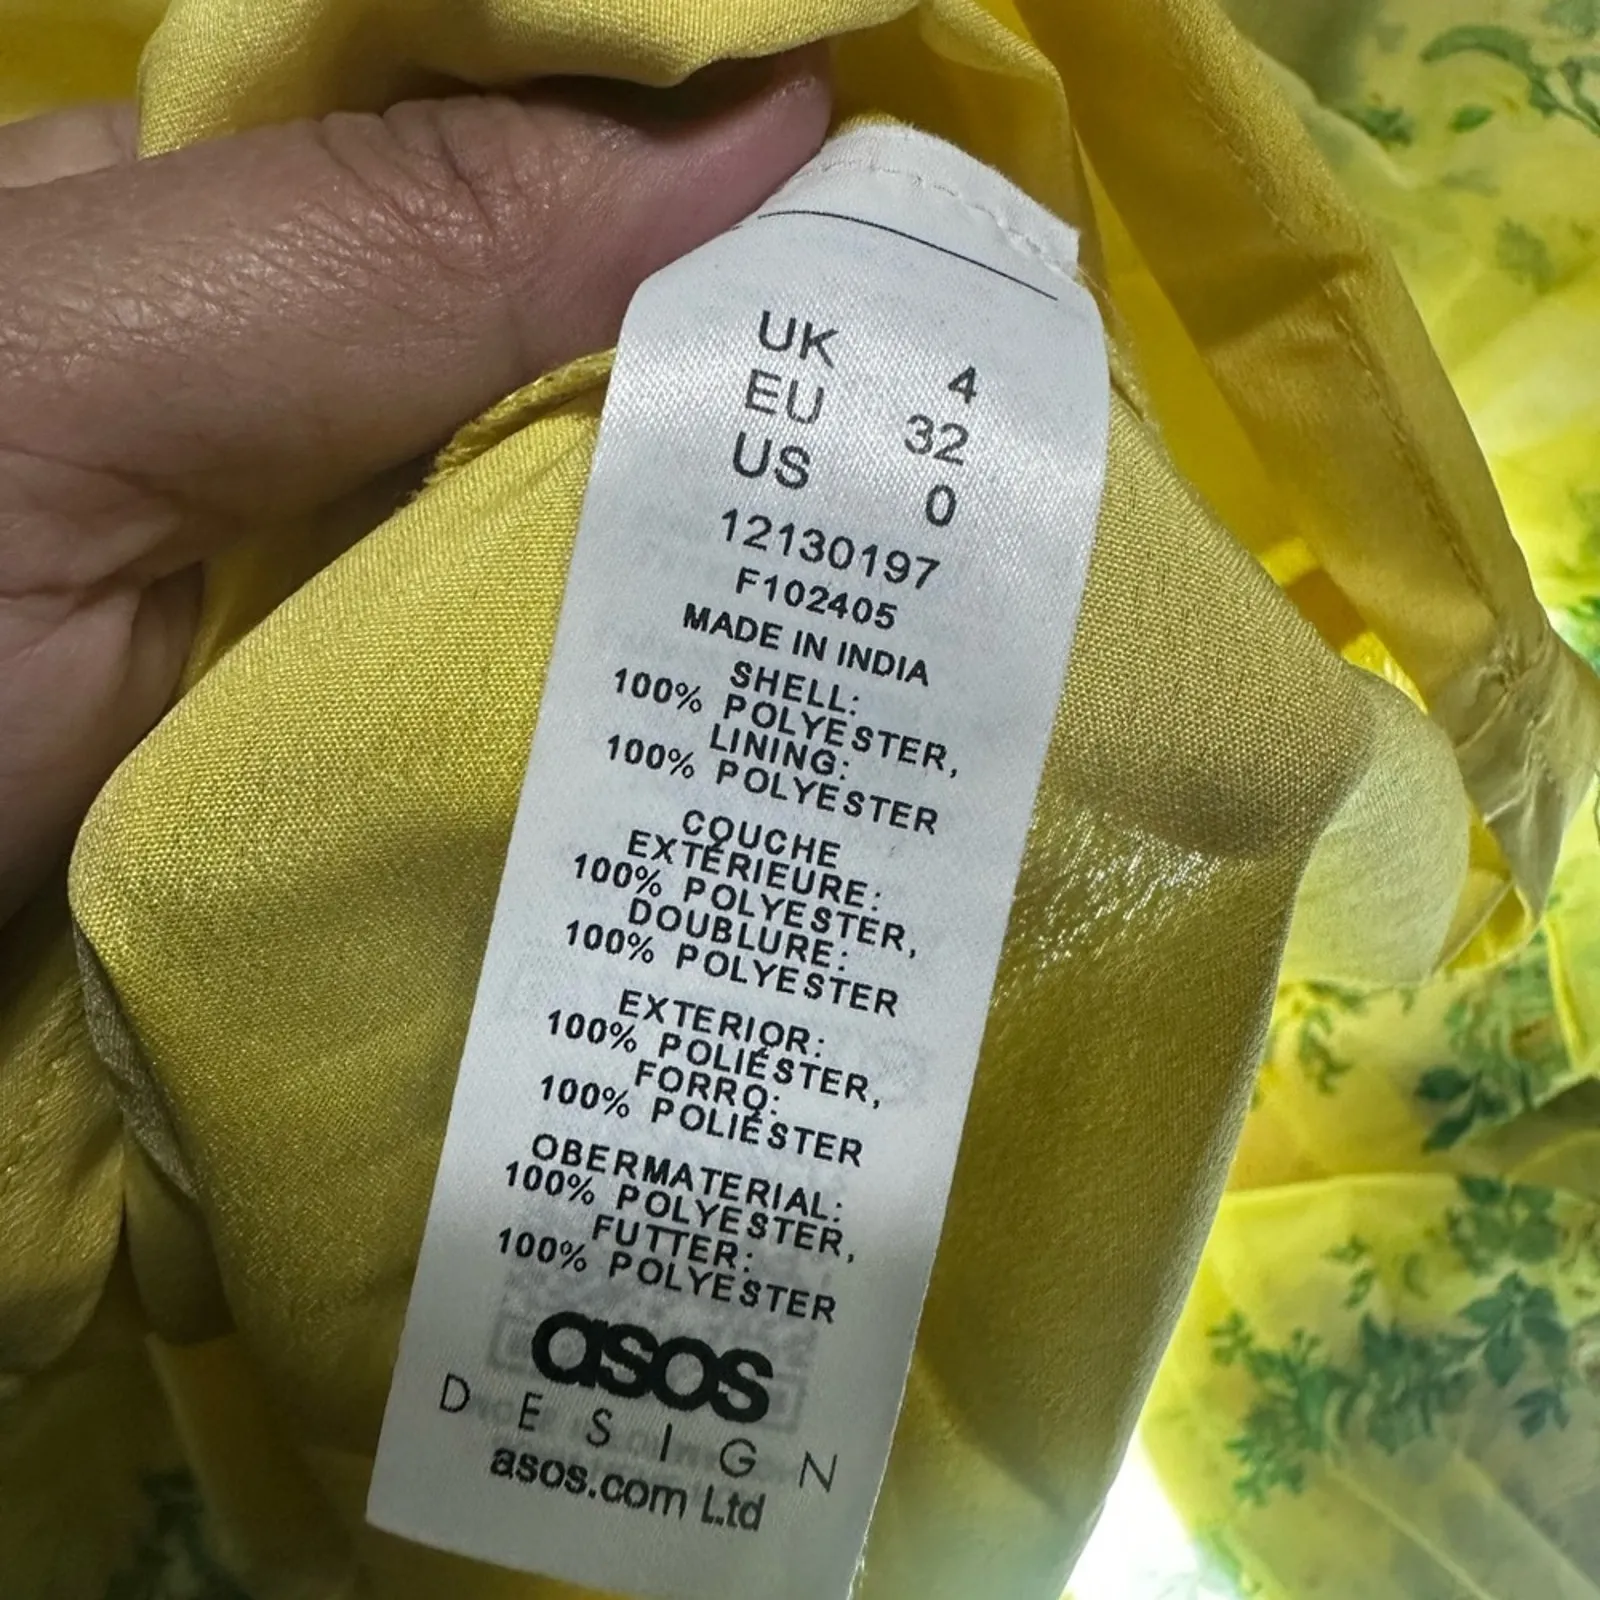 UK 4
EU 32
US 0
12130197
F102405
MADE IN INDIA
SHELL:
100% POLYESTER,
LINING:
100% POLYESTER
COUCHE
EXTÉRIEURE:
100% POLYESTER,
DOUBLURE:
100% POLYESTER
EXTERIOR:
100% POLIÉSTER,
FORRO:
100% POLIÉSTER
OBERMATERIAL:
100% POLYESTER,
FUTTER:
100% POLYESTER
asos
DESIGN
asos.com Ltd